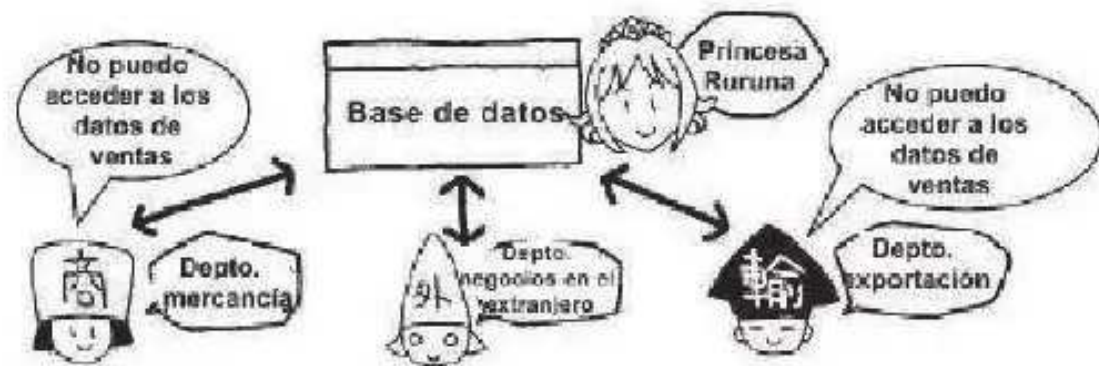 No puedo
acceder a los
datos de
ventas
Base de datos
Princesa
Ruruna
No puedo
acceder a los
datos de
ventas
商
Depto.
mercancía
外
Depto.
negocios en el
extranjero
輸
Depto.
exportación